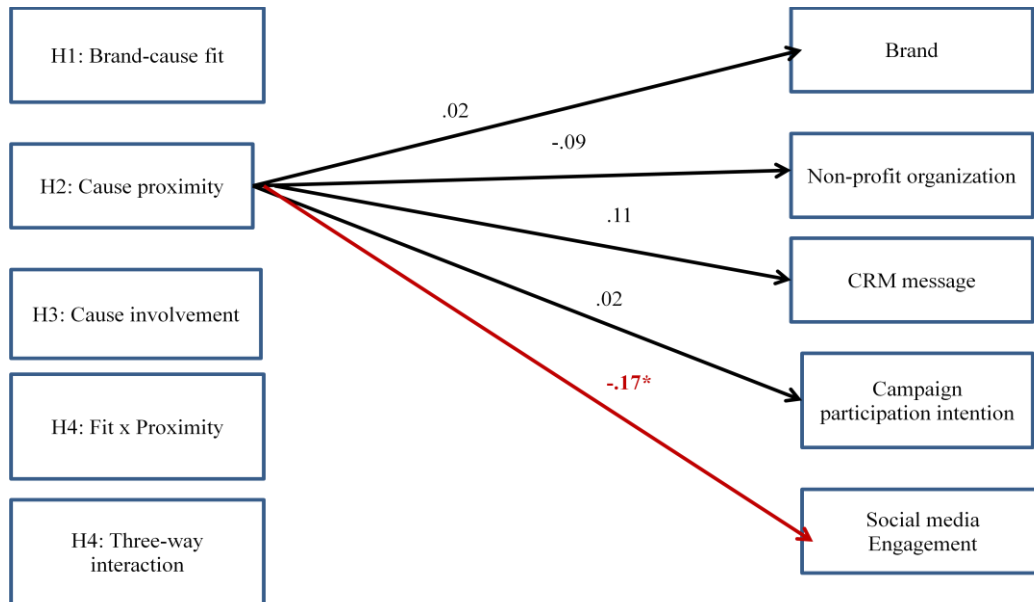 H1: Brand-cause fit
H2: Cause proximity
H3: Cause involvement
H4: Fit x Proximity
H4: Three-way
interaction
.02
-.09
.11
.02
-.17*
Brand
Non-profit organization
CRM message
Campaign
participation intention
Social media
Engagement